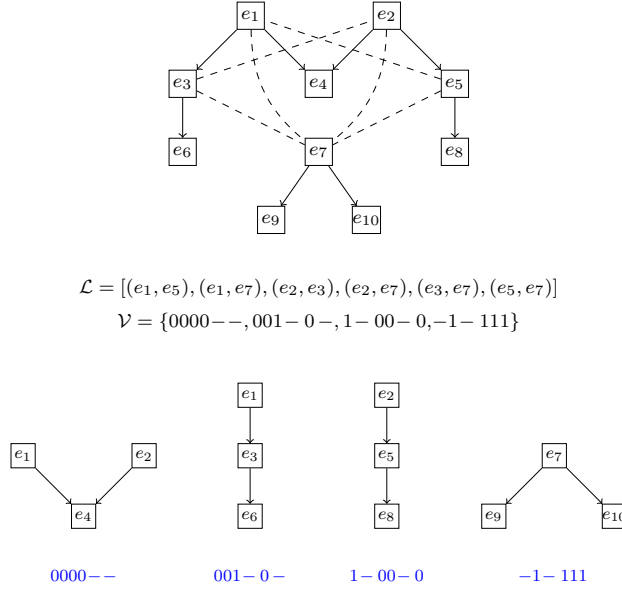 e1 e2
e3 e4 e5
e6 e7 e8
e9 e10
ℒ = [(e1, e5), (e1, e7), (e2, e3), (e2, e7), (e3, e7), (e5, e7)]
𝒱 = {0000−−, 001−0−, 1−00−0, −1−111}
e1 e2
e1 e2 e3 e5 e7
e4 e6 e8 e9 e10
0000−− 001−0− 1−00−0 −1−111